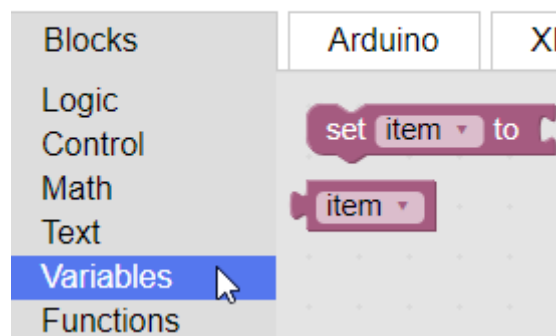 Blocks
Arduino
Logic
Control
Math
Text
Variables
Functions
set item to
item